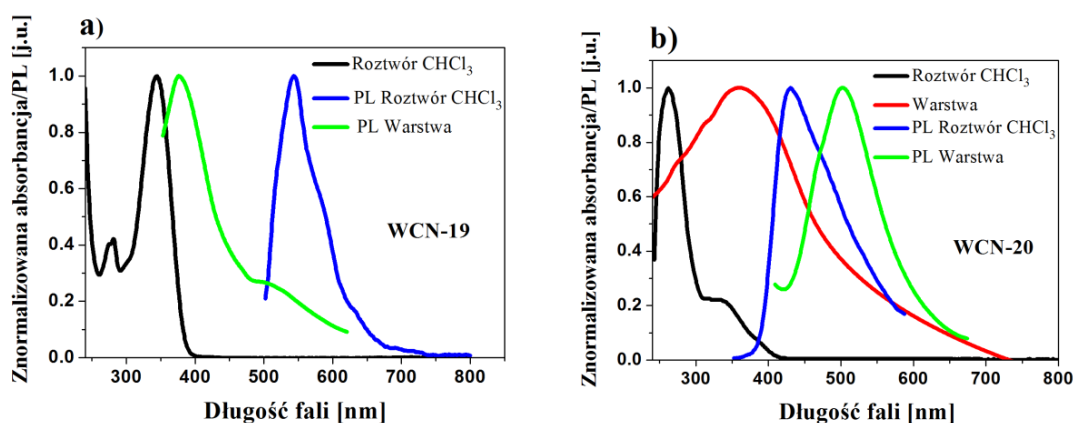 a)
Znormalizowana absorbancja/PL [j.u.]
1.0
0.8
0.6
0.4
0.2
0.0
300 400 500 600 700 800
Długość fali [nm]
Roztwór CHCl₃
PL Roztwór CHCl₃
PL Warstwa
WCN-19
b)
Znormalizowana absorbancja/PL [j.u.]
1.0
0.8
0.6
0.4
0.2
0.0
300 400 500 600 700 800
Długość fali [nm]
Roztwór CHCl₃
Warstwa
PL Roztwór CHCl₃
PL Warstwa
WCN-20